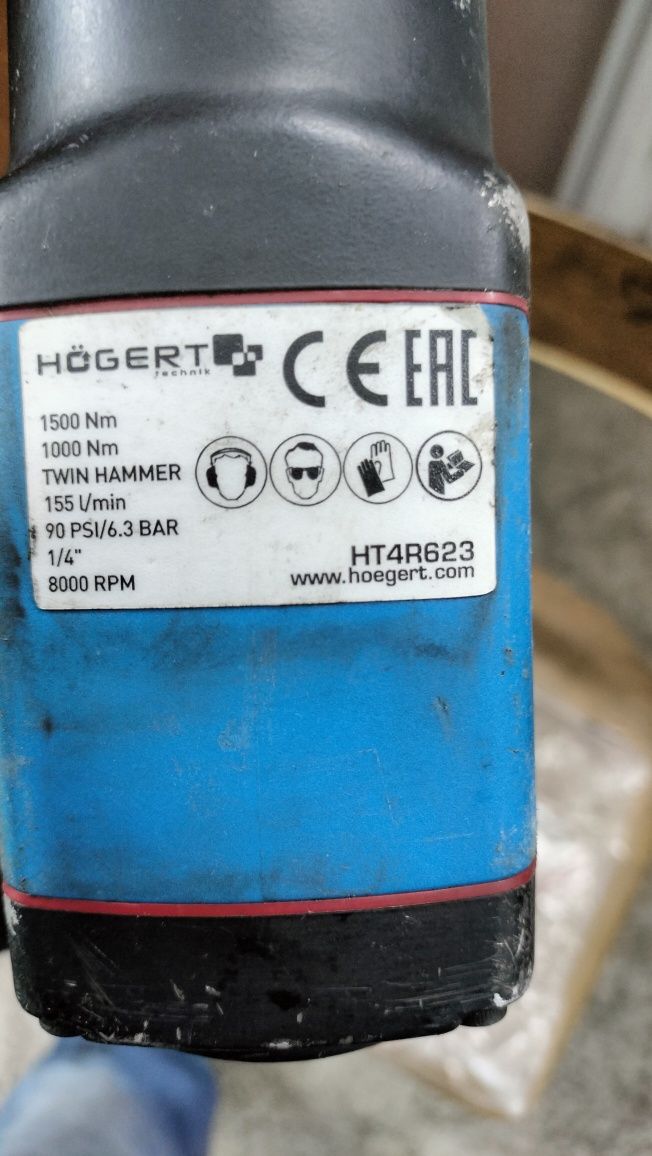 HÖGERT
technik
CE EAC
1500 Nm
1000 Nm
TWIN HAMMER
155 l/min
90 PSI/6.3 BAR
1/4"
8000 RPM
HT4R623
www.hoegert.com